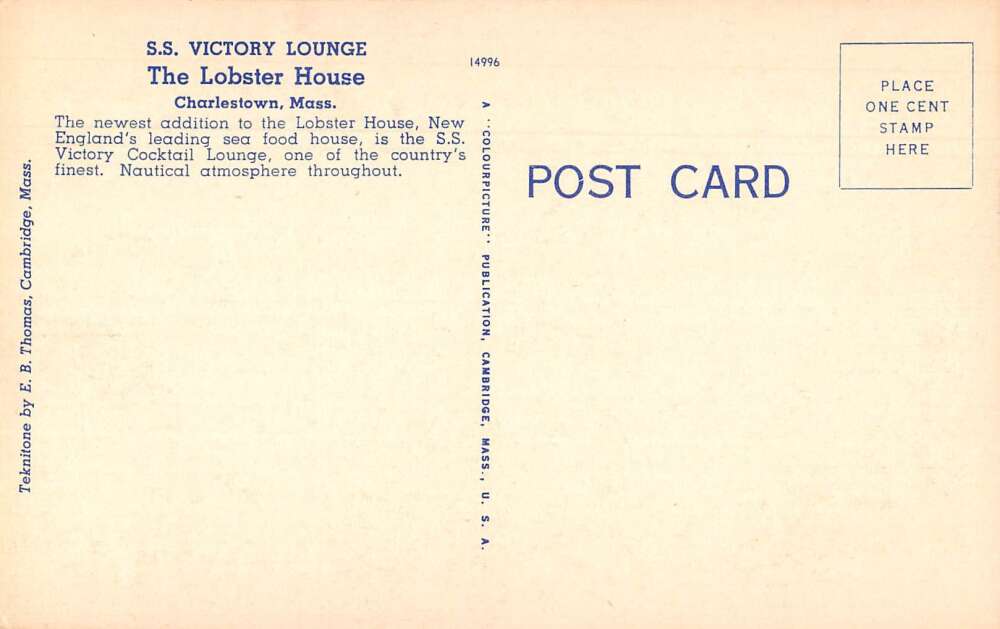 S.S. VICTORY LOUNGE
The Lobster House
Charlestown, Mass.
The newest addition to the Lobster House, New
England's leading sea food house, is the S.S.
Victory Cocktail Lounge, one of the country's
finest. Nautical atmosphere throughout.
Teknitone by E. B. Thomas, Cambridge, Mass.
14996
A "COLOURPICTURE" PUBLICATION, CAMBRIDGE, MASS., U. S. A.
POST CARD
PLACE
ONE CENT
STAMP
HERE